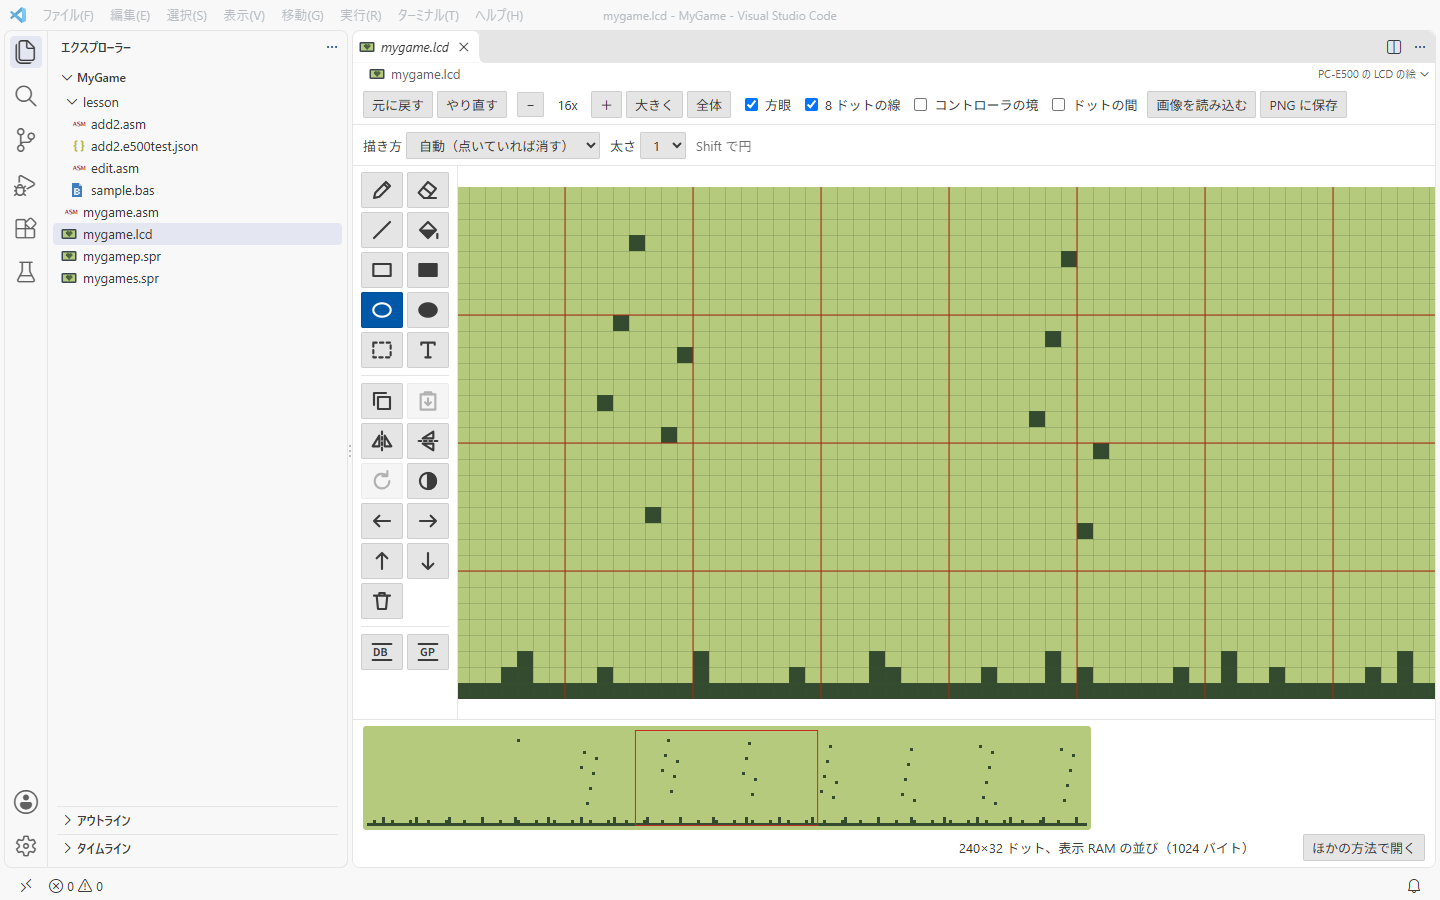 ファイル(F) 編集(E) 選択(S) 表示(V) 移動(G) 実行(R) ターミナル(T) ヘルプ(H) mygame.lcd - MyGame - Visual Studio Code
エクスプローラー
MyGame
lesson
ASM add2.asm
{ } add2.e500test.json
ASM edit.asm
B sample.bas
ASM mygame.asm
mygame.lcd
mygamep.spr
mygames.spr
アウトライン
タイムライン
mygame.lcd
mygame.lcd
PC-E500 の LCD の絵
元に戻す やり直す − 16x ＋ 大きく 全体 方眼 8 ドットの線 コントローラの境 ドットの間 画像を読み込む PNG に保存
描き方 自動（点いていれば消す） 太さ 1 Shift で円
T
DB GP
240×32 ドット、表示 RAM の並び（1024 バイト） ほかの方法で開く
0 0